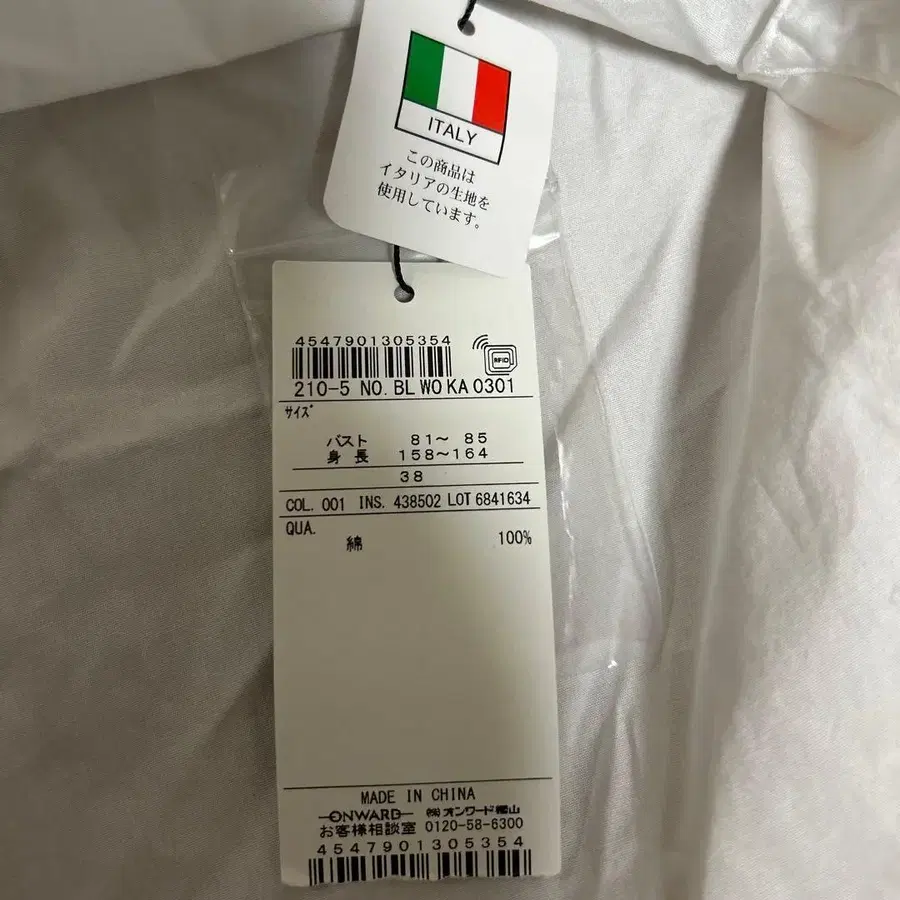 ITALY
この商品は
イタリアの生地を
使用しています。
4547901305354
RFID
210-5 NO. BL WO KA 0301
サイズ
バスト 81～ 85
身 長 158～164
38
COL. 001 INS. 438502 LOT 6841634
QUA.
綿 100%
MADE IN CHINA
ONWARD ㈱オンワード樫山
お客様相談室 0120-58-6300
4547901305354